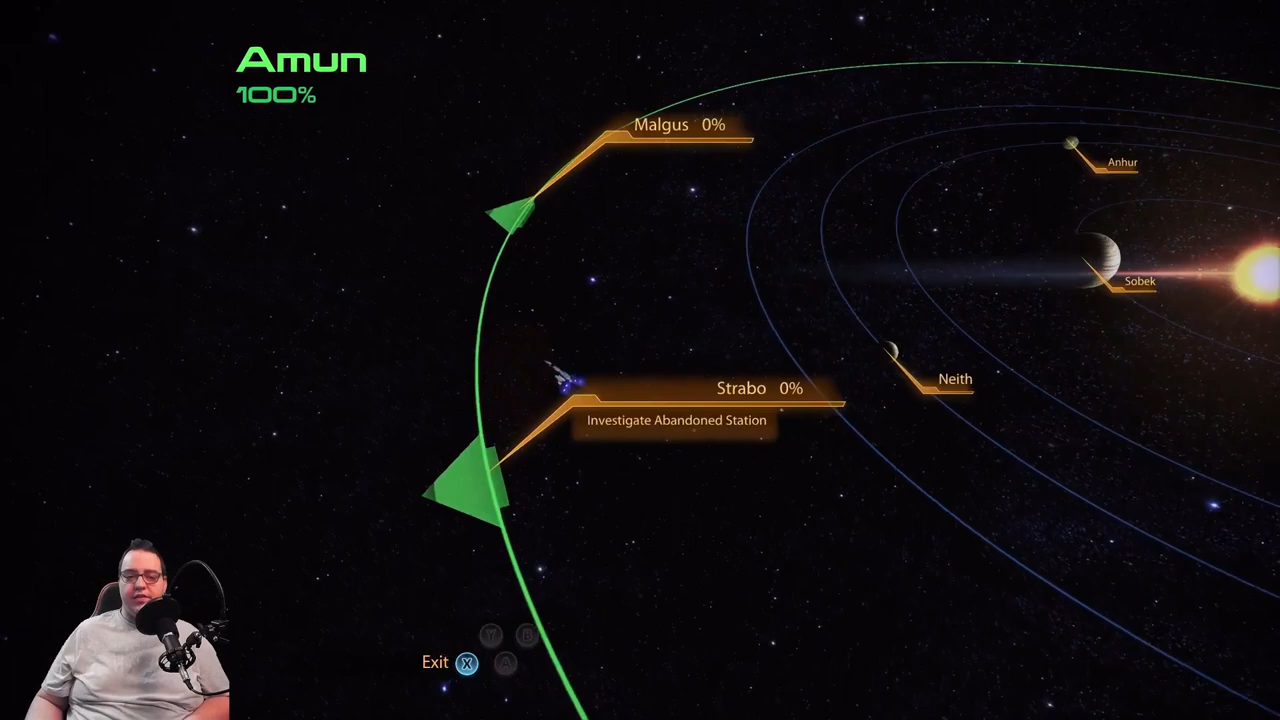 Amun
100%
Malgus 0%
Anhur
Sobek
Neith
Strabo 0%
Investigate Abandoned Station
Y B
Exit X A